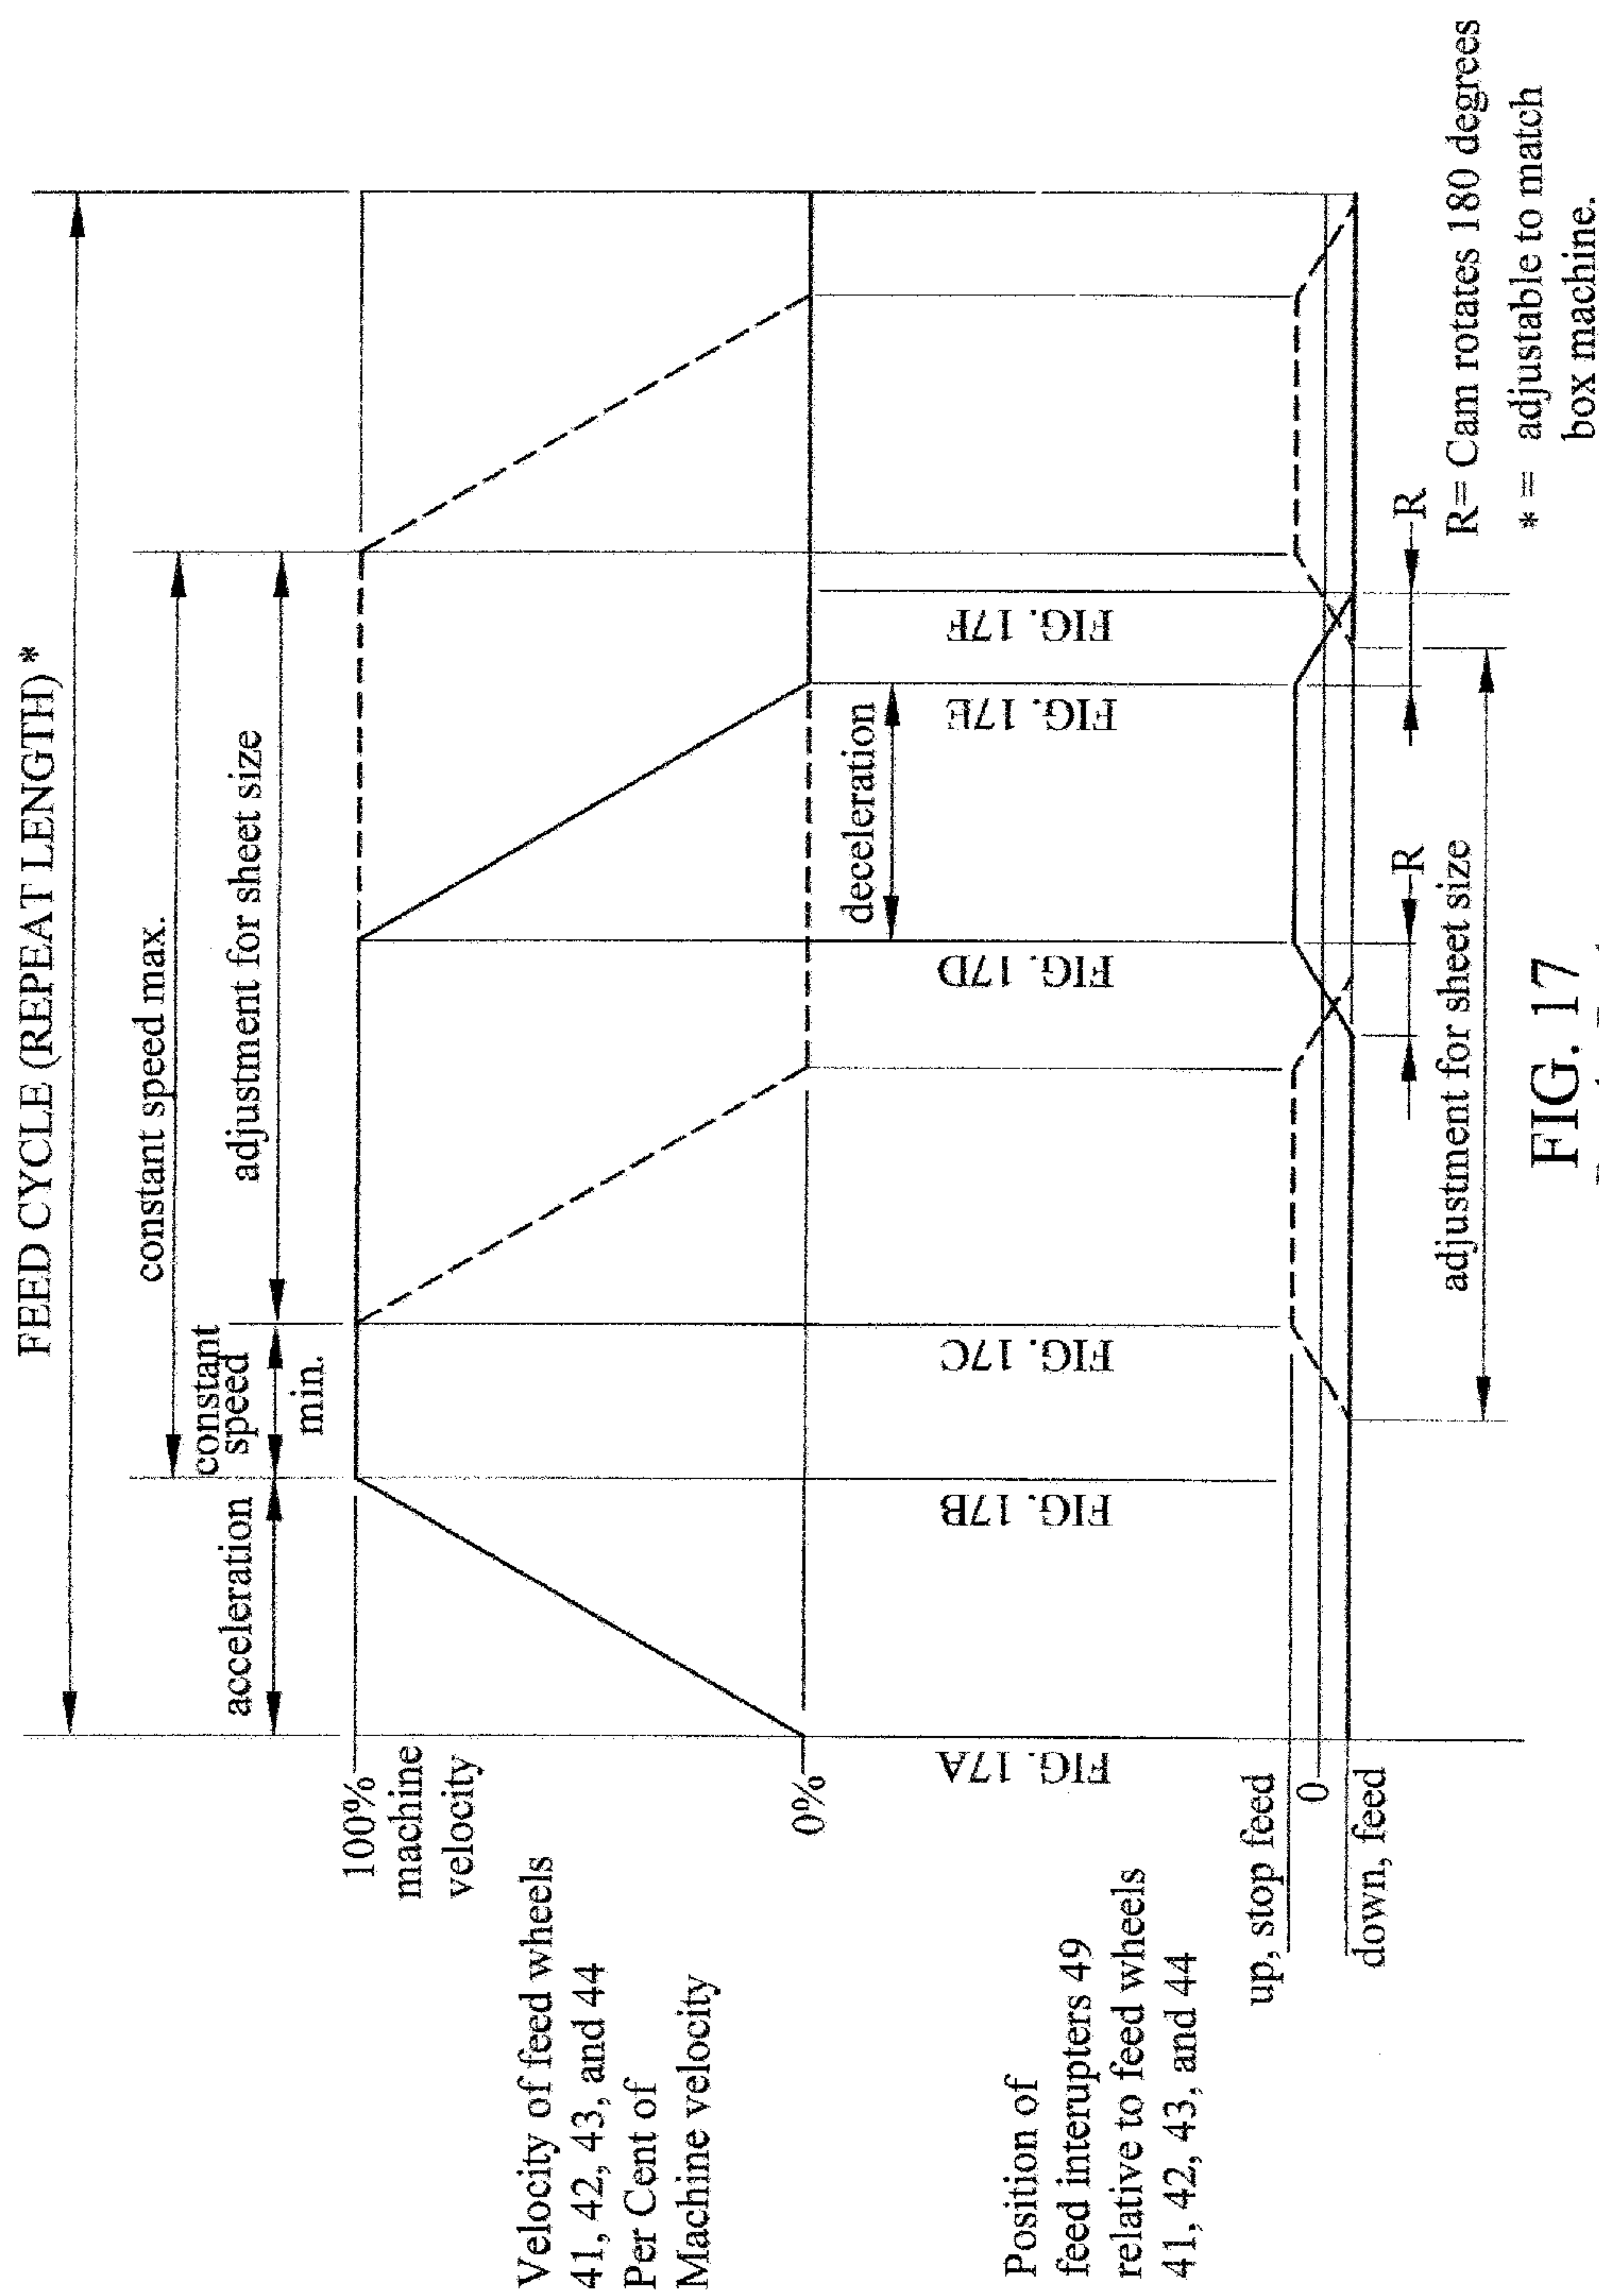 FEED CYCLE (REPEAT LENGTH) *
constant speed max.
constant
speed
min.
adjustment for sheet size
acceleration
100%
machine
velocity
Velocity of feed wheels
41, 42, 43, and 44
Per Cent of
Machine velocity
0%
deceleration
FIG. 17A
FIG. 17B
FIG. 17C
FIG. 17D
FIG. 17E
FIG. 17F
Position of
feed interupters 49
relative to feed wheels
41, 42, 43, and 44
up, stop feed
0
down, feed
R
R
adjustment for sheet size
R= Cam rotates 180 degrees
* = adjustable to match
box machine.
FIG. 17